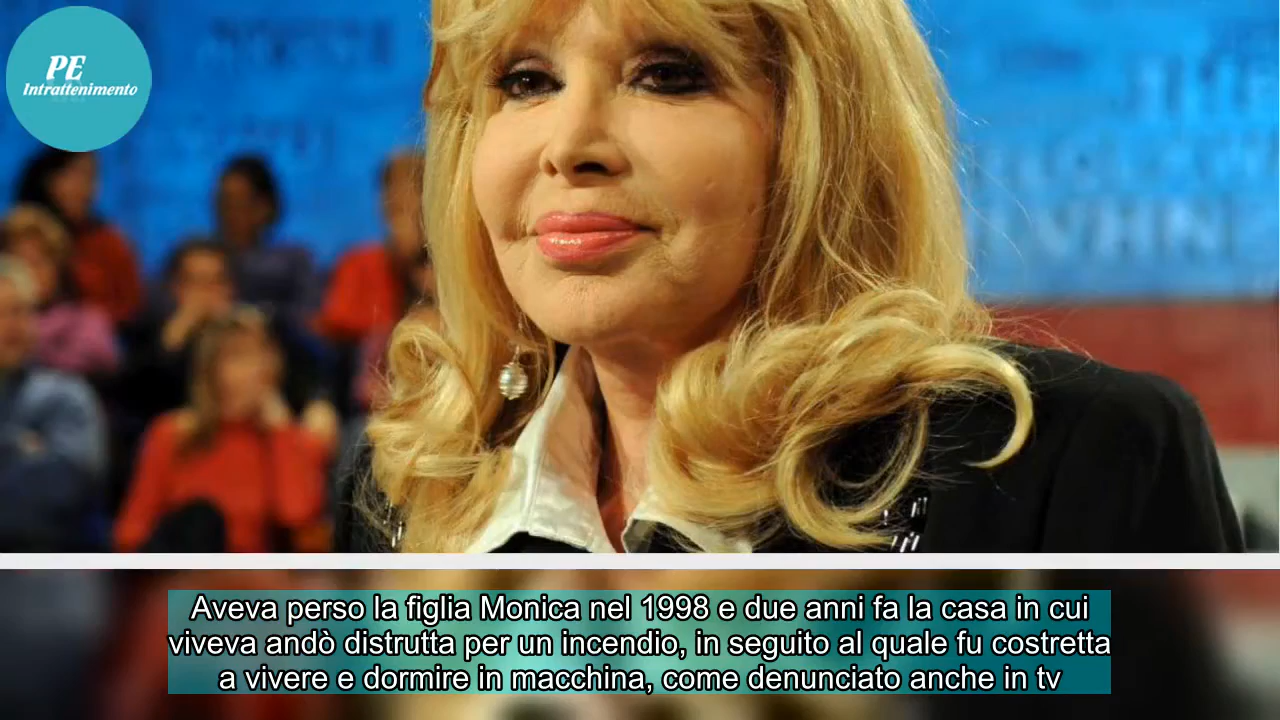 PE
Intrattenimento
Aveva perso la figlia Monica nel 1998 e due anni fa la casa in cui
viveva andò distrutta per un incendio, in seguito al quale fu costretta
a vivere e dormire in macchina, come denunciato anche in tv